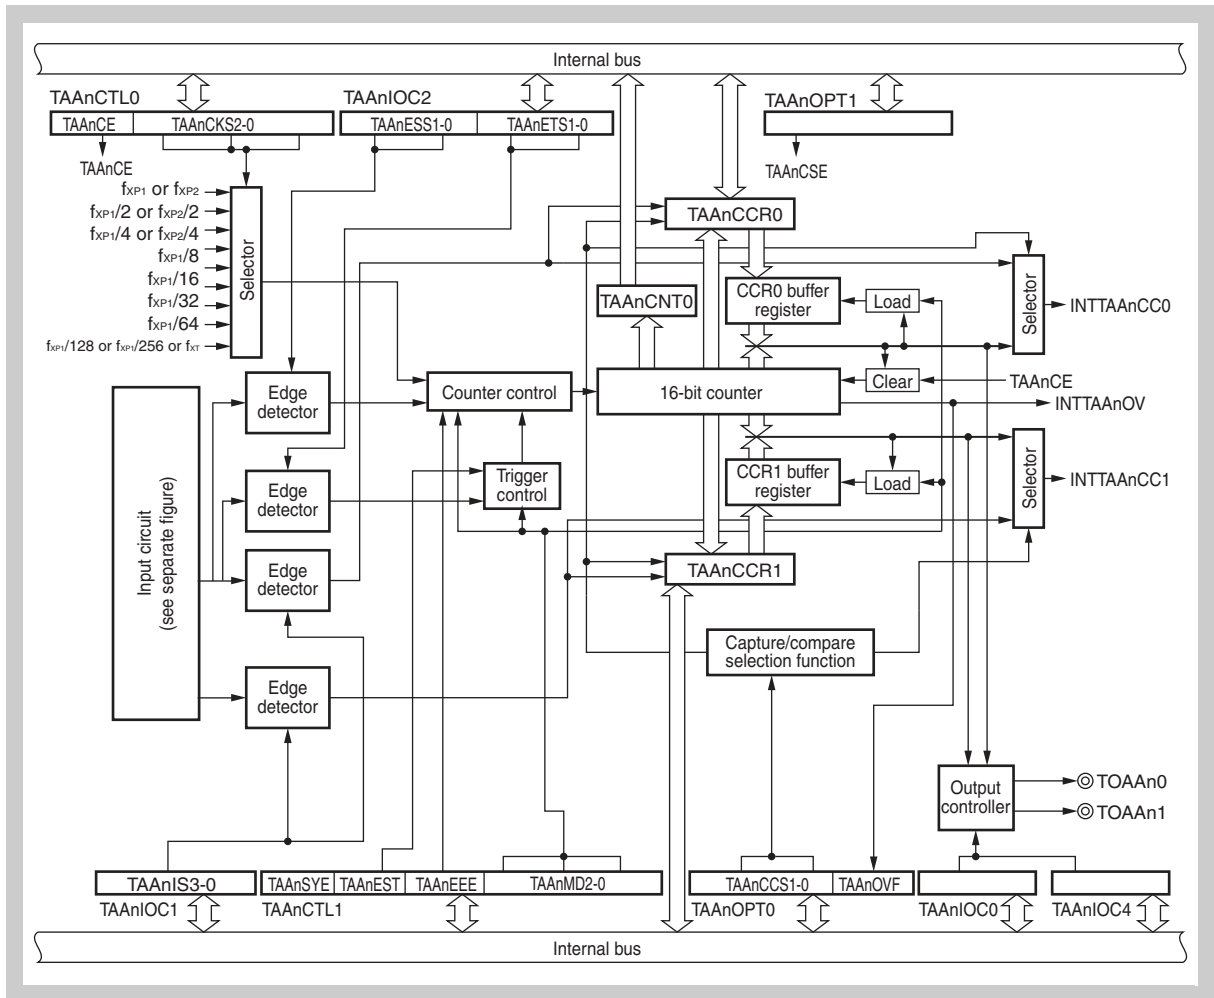 Internal bus
TAAnCTL0
TAAnIOC2
TAAnOPT1
TAAnCE
TAAnCKS2-0
TAAnESS1-0
TAAnETS1-0
TAAnCE
TAAnCSE
fXP1 or fXP2
fXP1/2 or fXP2/2
fXP1/4 or fXP2/4
fXP1/8
fXP1/16
fXP1/32
fXP1/64
fXP1/128 or fXP1/256 or fXT
Selector
TAAnCCR0
TAAnCNT0
CCR0 buffer
register
Load
Selector
INTTAAnCC0
Edge
detector
Counter control
16-bit counter
Clear
TAAnCE
INTTAAnOV
Edge
detector
Trigger
control
CCR1 buffer
register
Load
Selector
INTTAAnCC1
Input circuit
(see separate figure)
Edge
detector
TAAnCCR1
Capture/compare
selection function
Edge
detector
Output
controller
TOAAn0
TOAAn1
TAAnIS3-0
TAAnSYE
TAAnEST
TAAnEEE
TAAnMD2-0
TAAnCCS1-0
TAAnOVF
TAAnIOC1
TAAnCTL1
TAAnOPT0
TAAnIOC0
TAAnIOC4
Internal bus